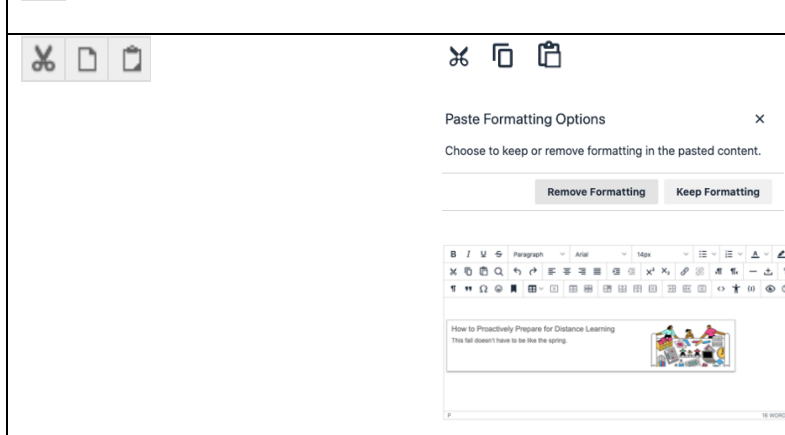 Paste Formatting Options
Choose to keep or remove formatting in the pasted content.
Remove Formatting Keep Formatting
B I U S Paragraph Arial 14px A
How to Proactively Prepare for Distance Learning
This fall doesn't have to be like the spring.
P 16 WORD